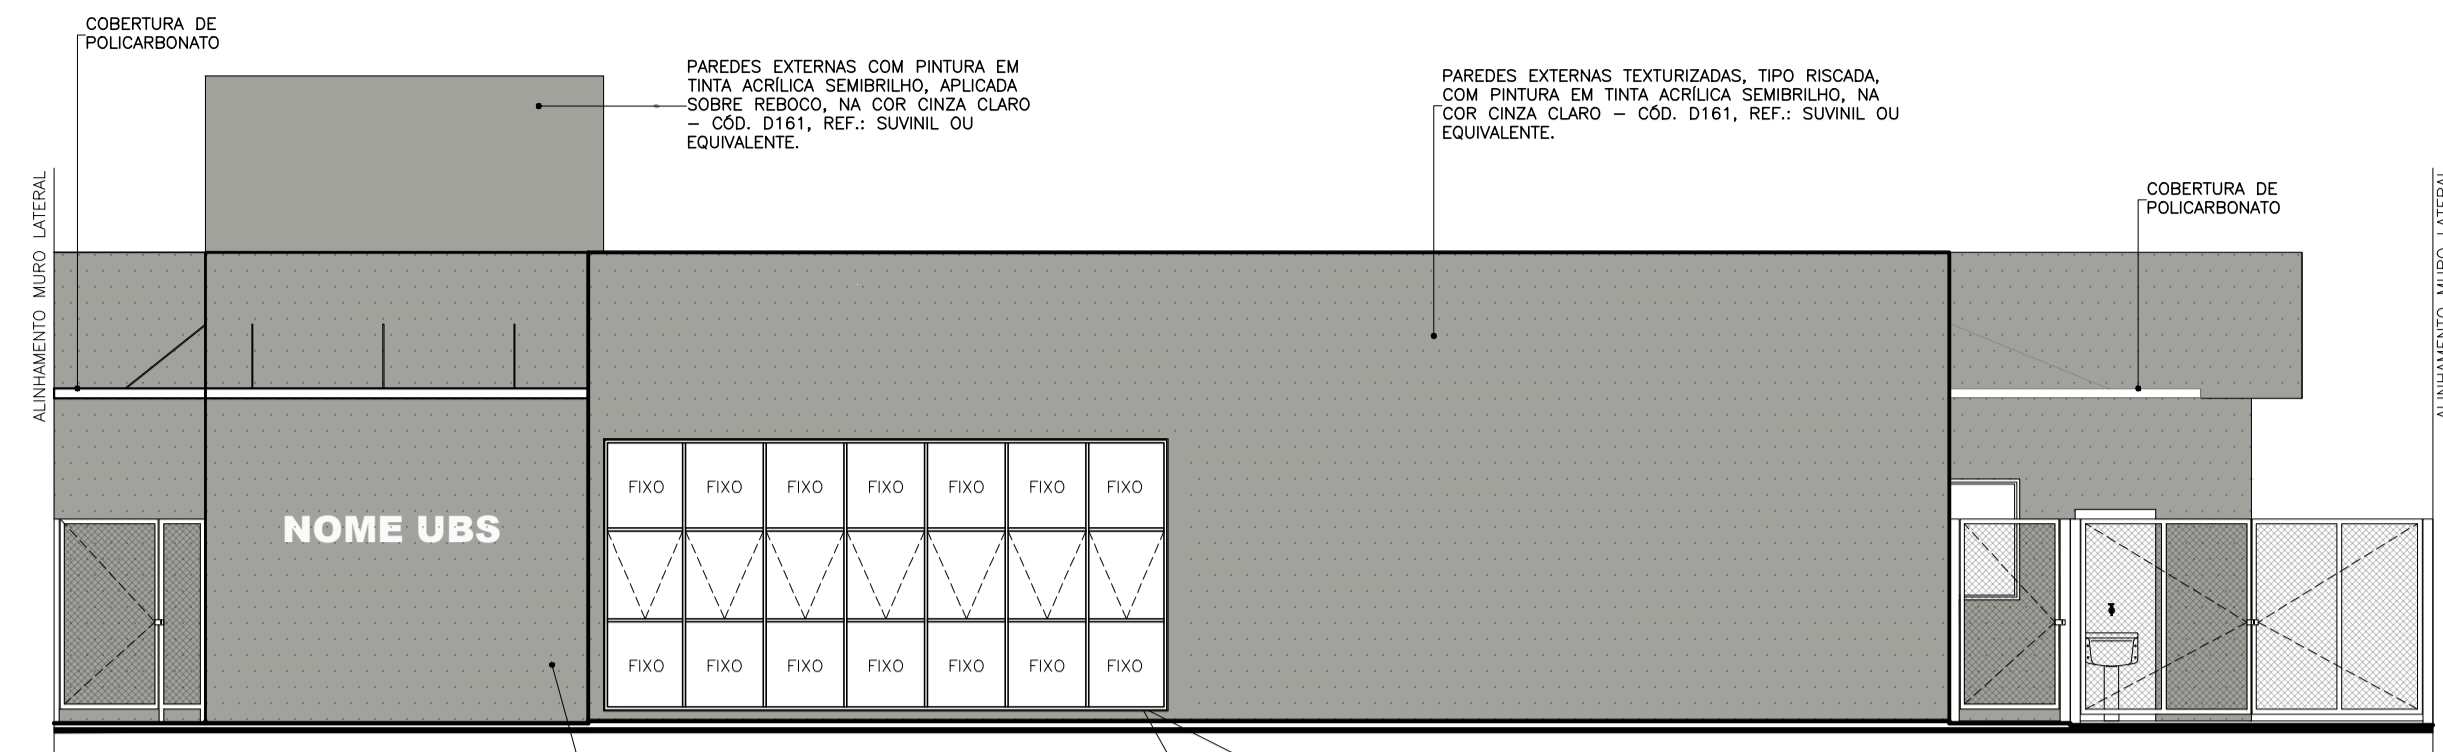 COBERTURA DE
POLICARBONATO
PAREDES EXTERNAS COM PINTURA EM
TINTA ACRÍLICA SEMIBRILHO, APLICADA
SOBRE REBOCO, NA COR CINZA CLARO
– CÓD. D161, REF.: SUVINIL OU
EQUIVALENTE.
PAREDES EXTERNAS TEXTURIZADAS, TIPO RISCADA,
COM PINTURA EM TINTA ACRÍLICA SEMIBRILHO, NA
COR CINZA CLARO – CÓD. D161, REF.: SUVINIL OU
EQUIVALENTE.
COBERTURA DE
POLICARBONATO
ALINHAMENTO MURO LATERAL
ALINHAMENTO MURO LATERAL
NOME UBS
FIXO FIXO FIXO FIXO FIXO FIXO FIXO
FIXO FIXO FIXO FIXO FIXO FIXO FIXO